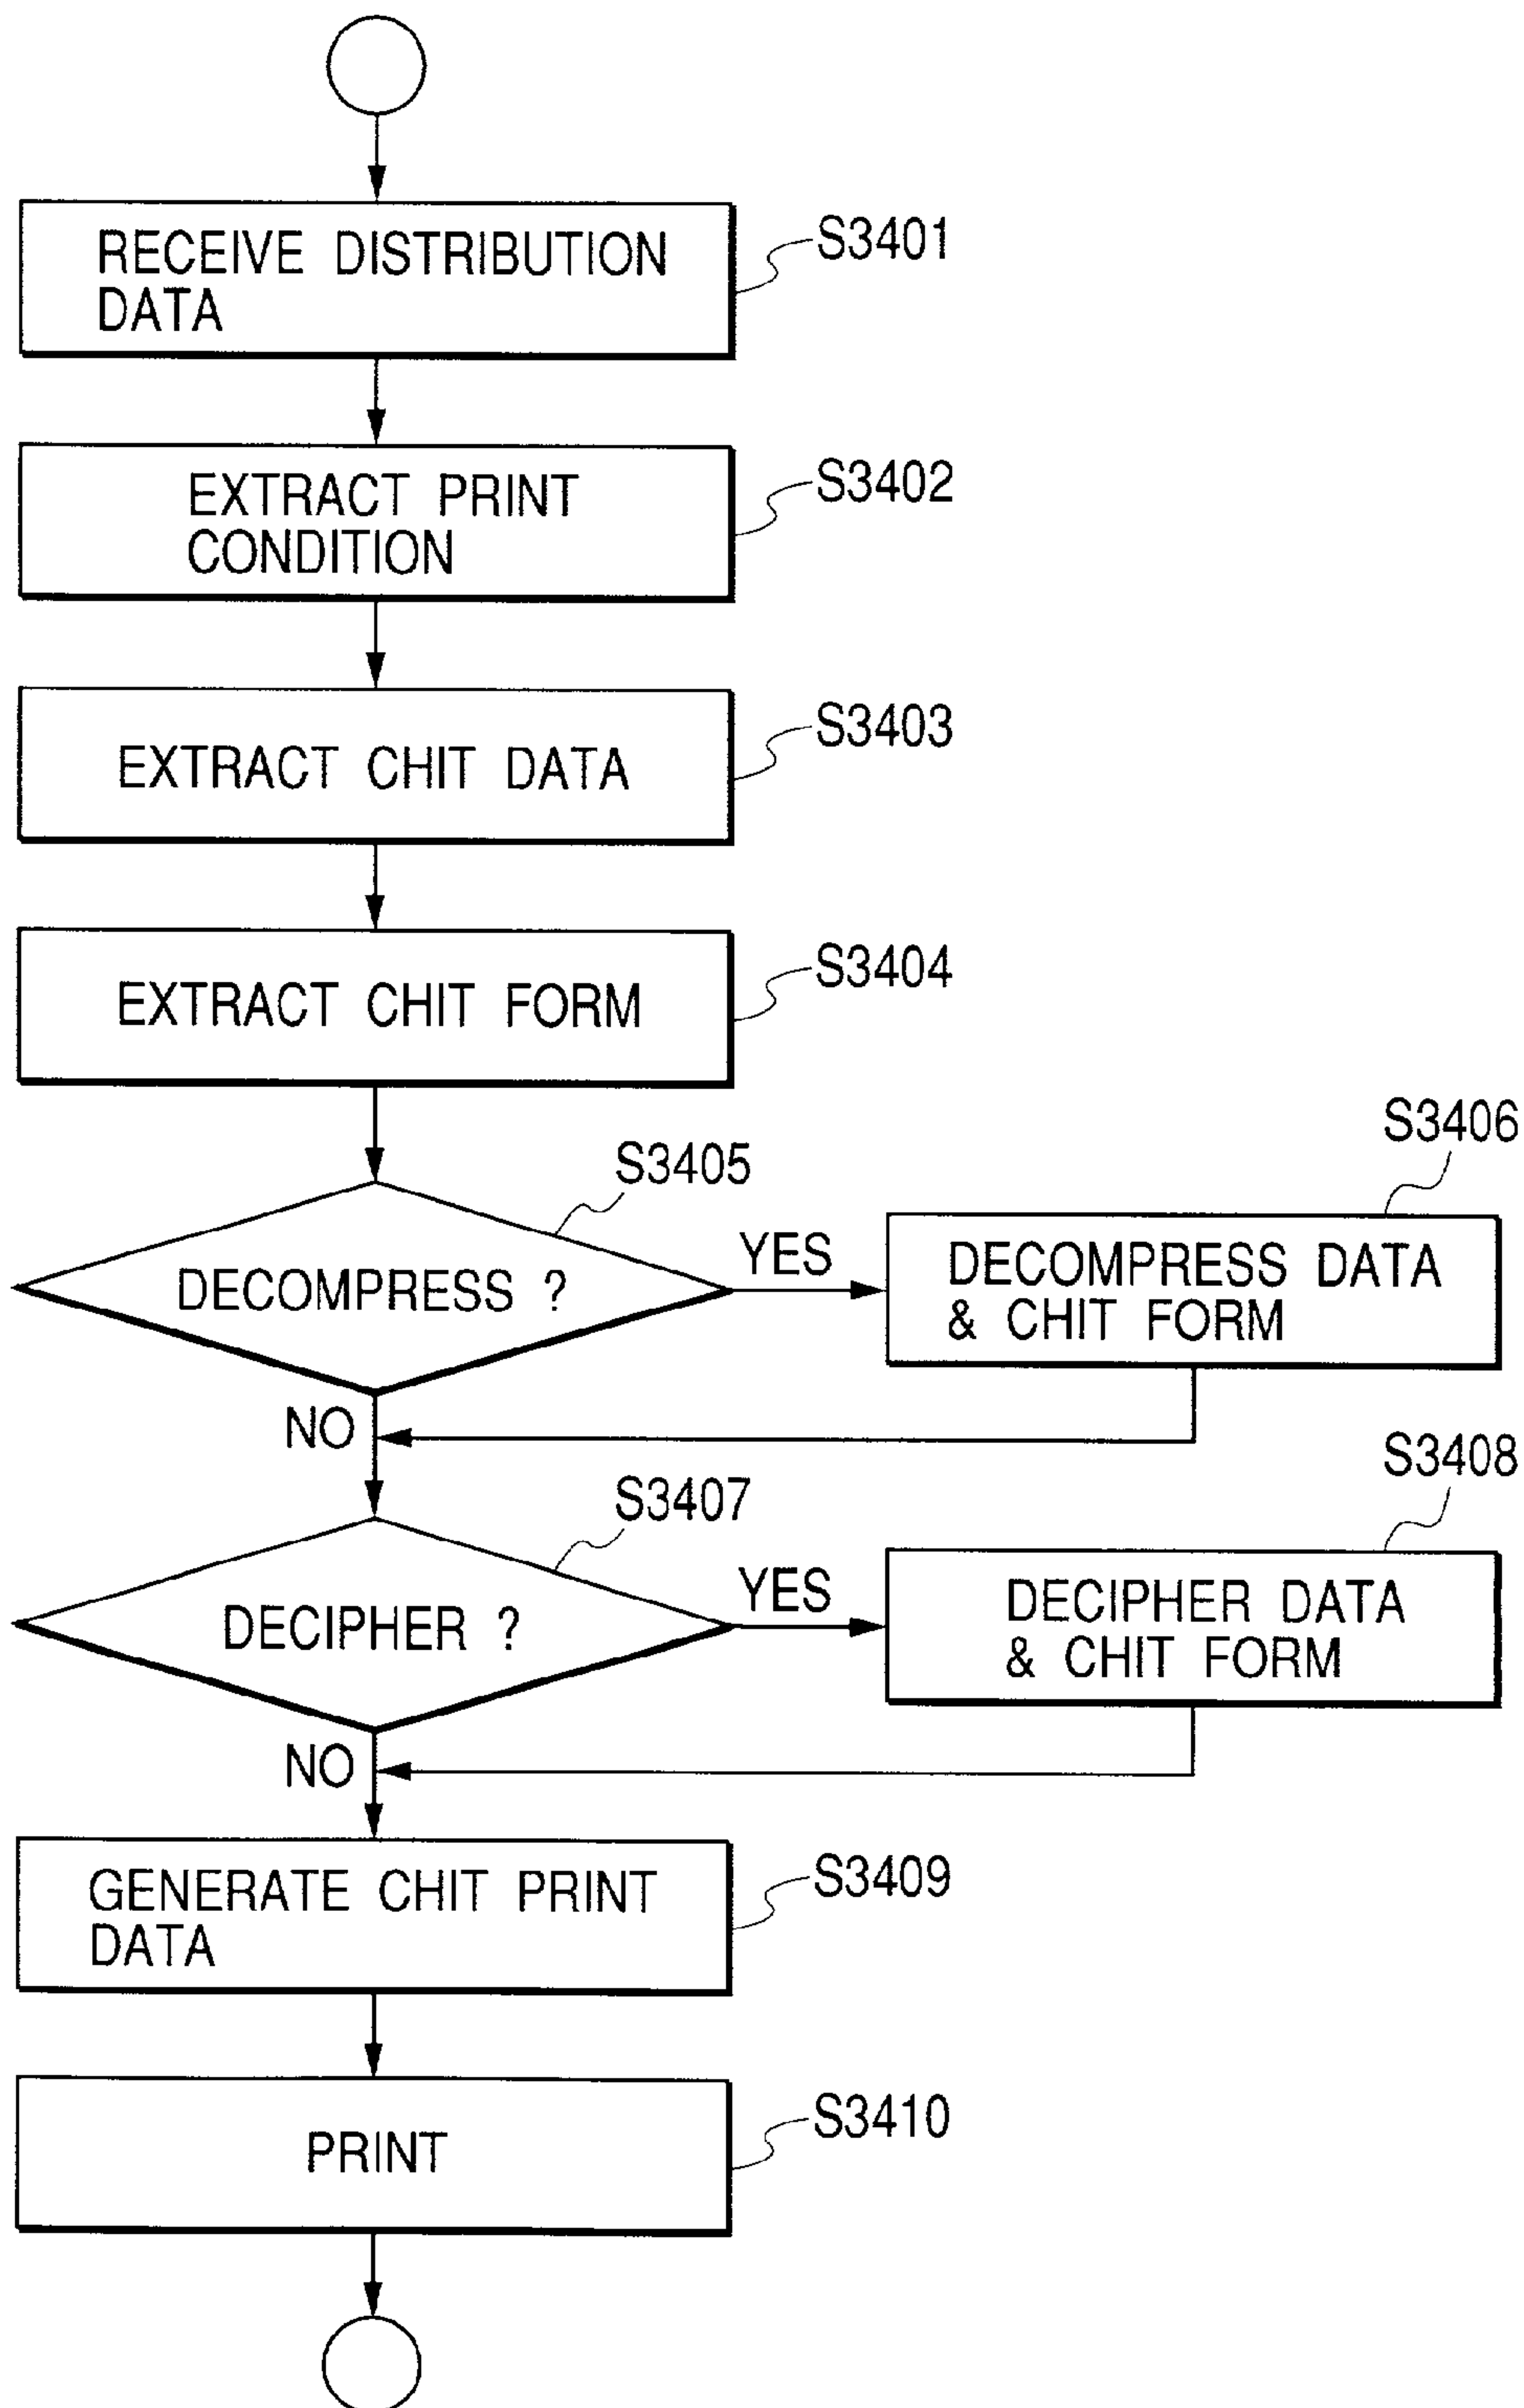 RECEIVE DISTRIBUTION
DATA
S3401
EXTRACT PRINT
CONDITION
S3402
EXTRACT CHIT DATA
S3403
EXTRACT CHIT FORM
S3404
S3405
DECOMPRESS ?
YES
S3406
DECOMPRESS DATA
& CHIT FORM
NO
S3407
DECIPHER ?
YES
S3408
DECIPHER DATA
& CHIT FORM
NO
GENERATE CHIT PRINT
DATA
S3409
PRINT
S3410